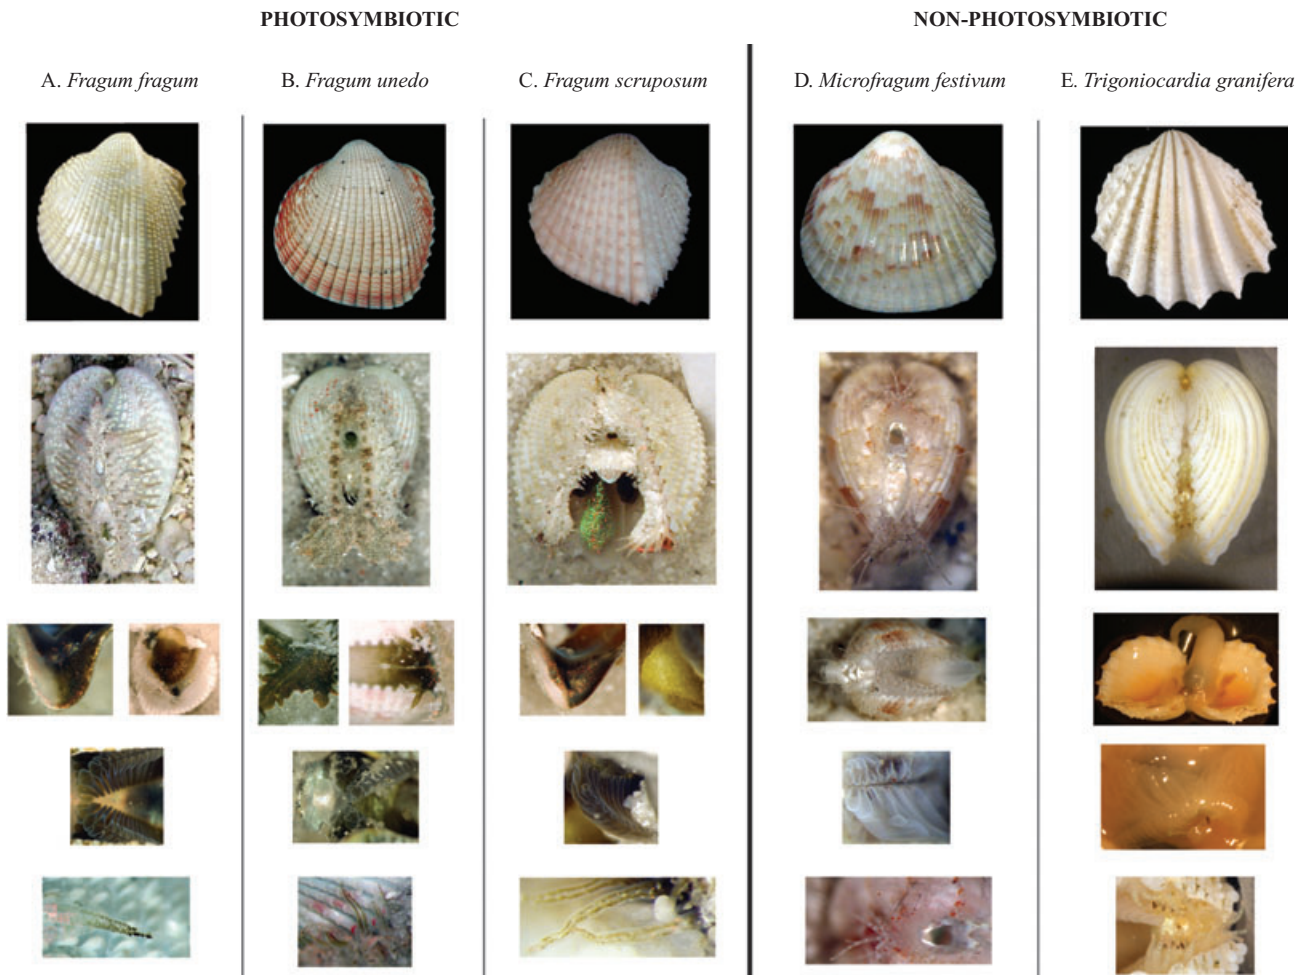 PHOTOSYMBIOTIC
NON-PHOTOSYMBIOTIC
A. Fragum fragum
B. Fragum unedo
C. Fragum scruposum
D. Microfragum festivum
E. Trigoniocardia granifera